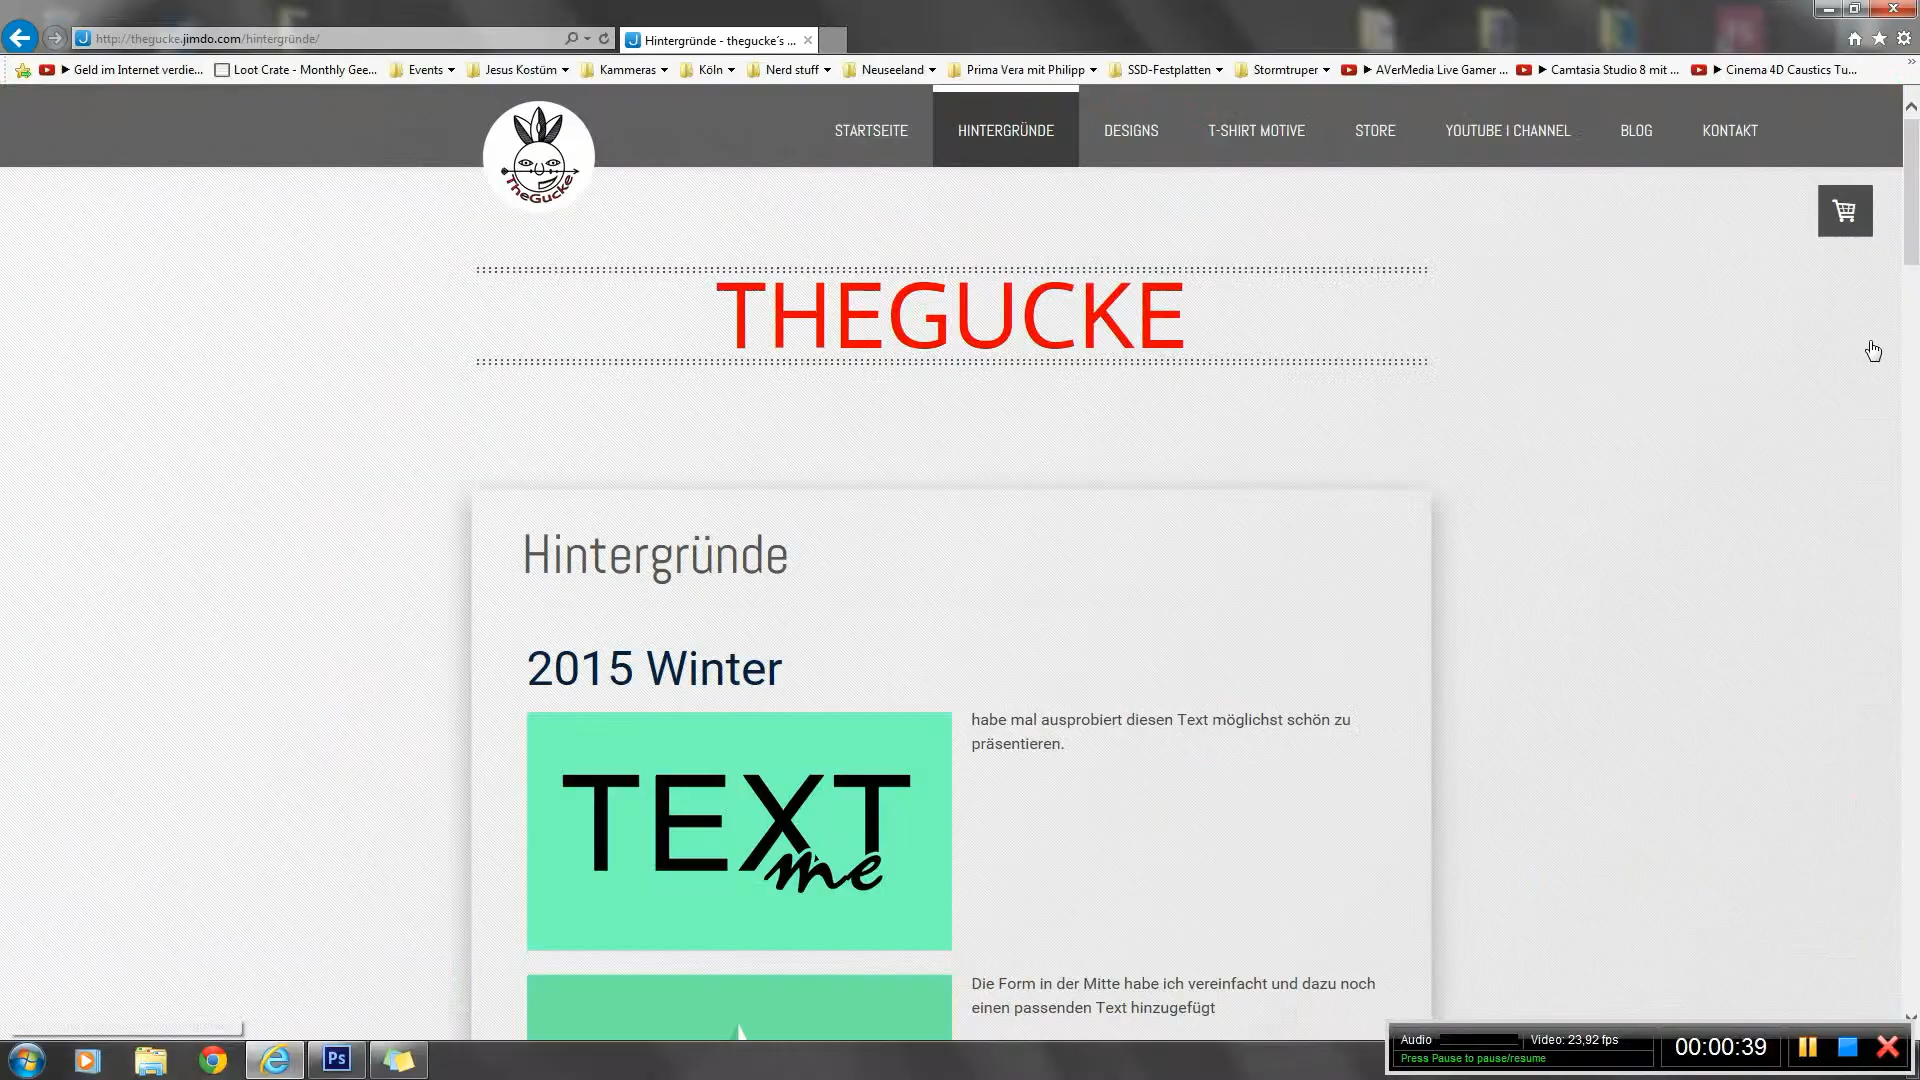 http://thegucke.jimdo.com/hintergründe/
Hintergründe - thegucke´s ...
Geld im Internet verdie...
Loot Crate - Monthly Gee...
Events
Jesus Kostüm
Kammeras
Köln
Nerd stuff
Neuseeland
Prima Vera mit Philipp
SSD-Festplatten
Stormtruper
AVerMedia Live Gamer ...
Camtasia Studio 8 mit ...
Cinema 4D Caustics Tu...
TheGucke
STARTSEITE
HINTERGRÜNDE
DESIGNS
T-SHIRT MOTIVE
STORE
YOUTUBE I CHANNEL
BLOG
KONTAKT
THEGUCKE
Hintergründe
2015 Winter
TEXT
me
habe mal ausprobiert diesen Text möglichst schön zu
präsentieren.
Die Form in der Mitte habe ich vereinfacht und dazu noch
einen passenden Text hinzugefügt
Ps
Audio
Video: 23,92 fps
Press Pause to pause/resume
00:00:39